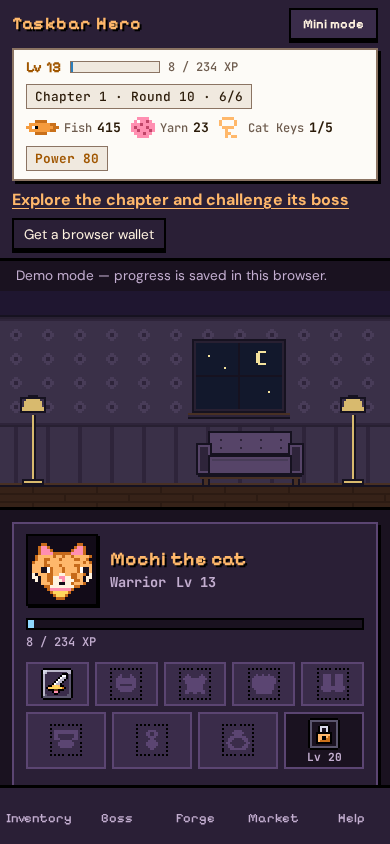 Taskbar Hero
Mini mode
Lv 13
8 / 234 XP
Chapter 1 · Round 10 · 6/6
Fish 415 Yarn 23 Cat Keys 1/5
Power 80
Explore the chapter and challenge its boss
Get a browser wallet
Demo mode — progress is saved in this browser.
Mochi the cat
Warrior Lv 13
8 / 234 XP
Lv 20
Inventory Boss Forge Market Help